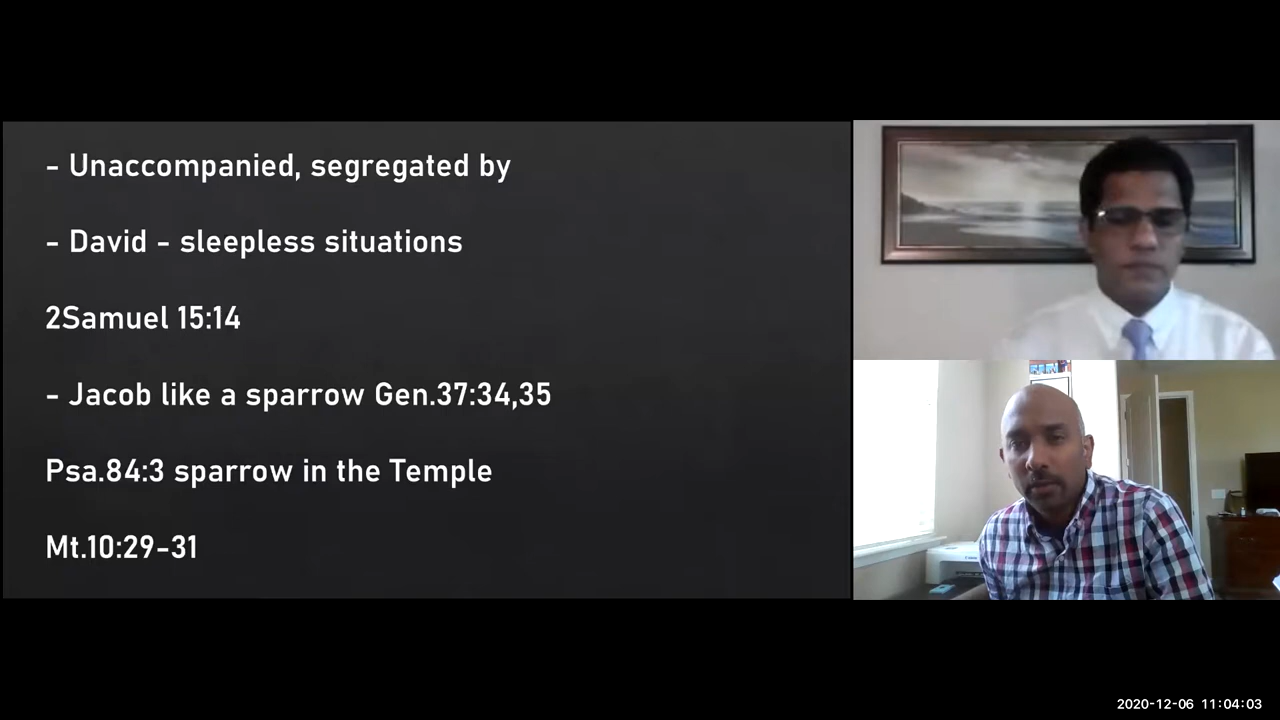 - Unaccompanied, segregated by
- David - sleepless situations
2Samuel 15:14
- Jacob like a sparrow Gen.37:34,35
Psa.84:3 sparrow in the Temple
Mt.10:29-31
2020-12-06 11:04:03